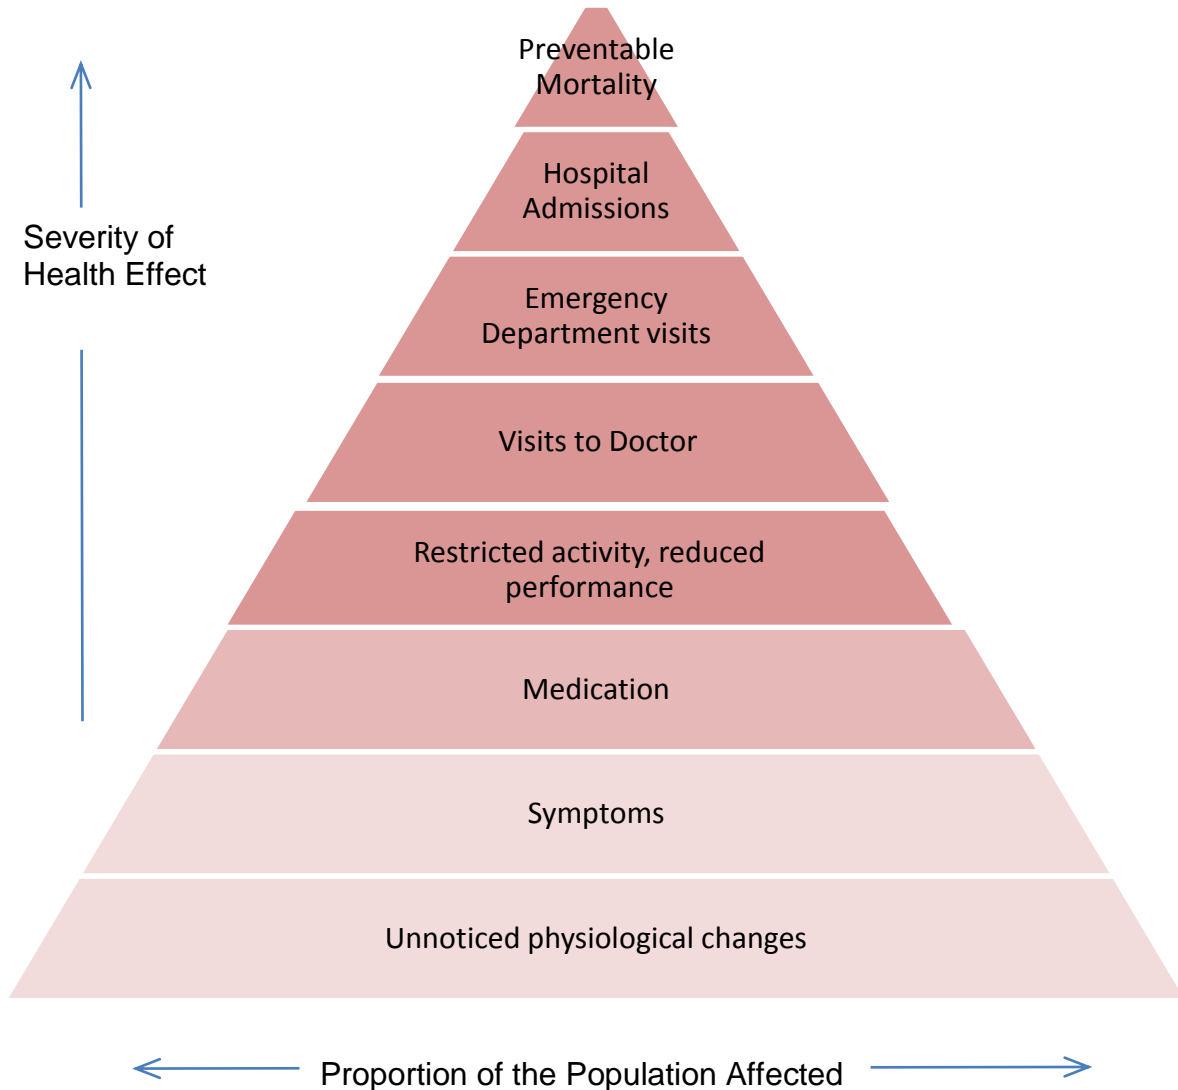 Preventable
Mortality
Hospital
Admissions
Severity of
Health Effect
Emergency
Department visits
Visits to Doctor
Restricted activity, reduced
performance
Medication
Symptoms
Unnoticed physiological changes
Proportion of the Population Affected